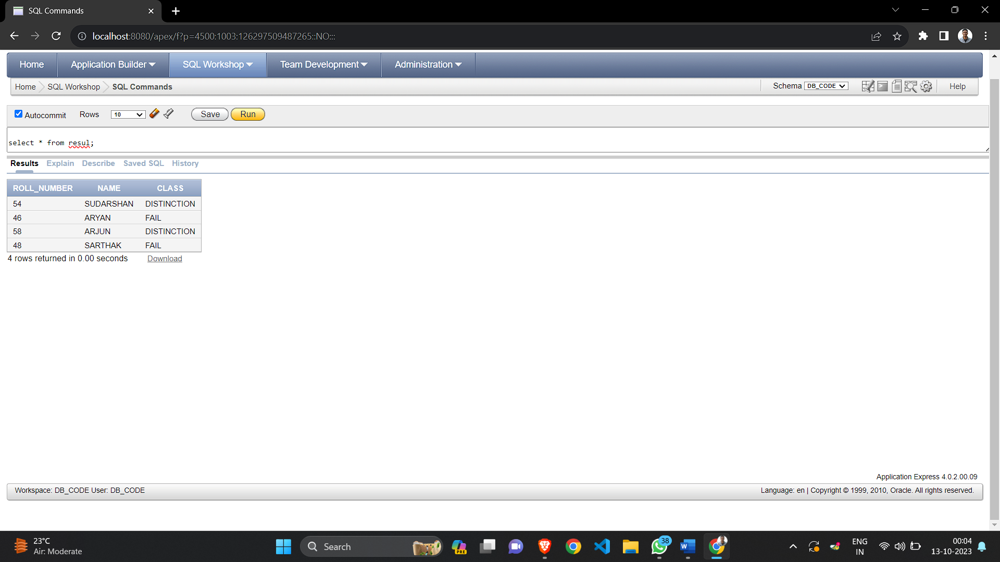 SQL Commands
localhost:8080/apex/f?p=4500:1003:126297509487265::NO:::
Home Application Builder SQL Workshop Team Development Administration
Home SQL Workshop SQL Commands Schema DB_CODE Help
Autocommit Rows 10 Save Run
select * from resul;
Results Explain Describe Saved SQL History
ROLL_NUMBER NAME CLASS
54 SUDARSHAN DISTINCTION
46 ARYAN FAIL
58 ARJUN DISTINCTION
48 SARTHAK FAIL
4 rows returned in 0.00 seconds Download
Application Express 4.0.2.00.09
Workspace: DB_CODE User: DB_CODE Language: en | Copyright © 1999, 2010, Oracle. All rights reserved.
23°C
Air: Moderate
Search
PRE
38
W
ENG
IN
00:04
13-10-2023